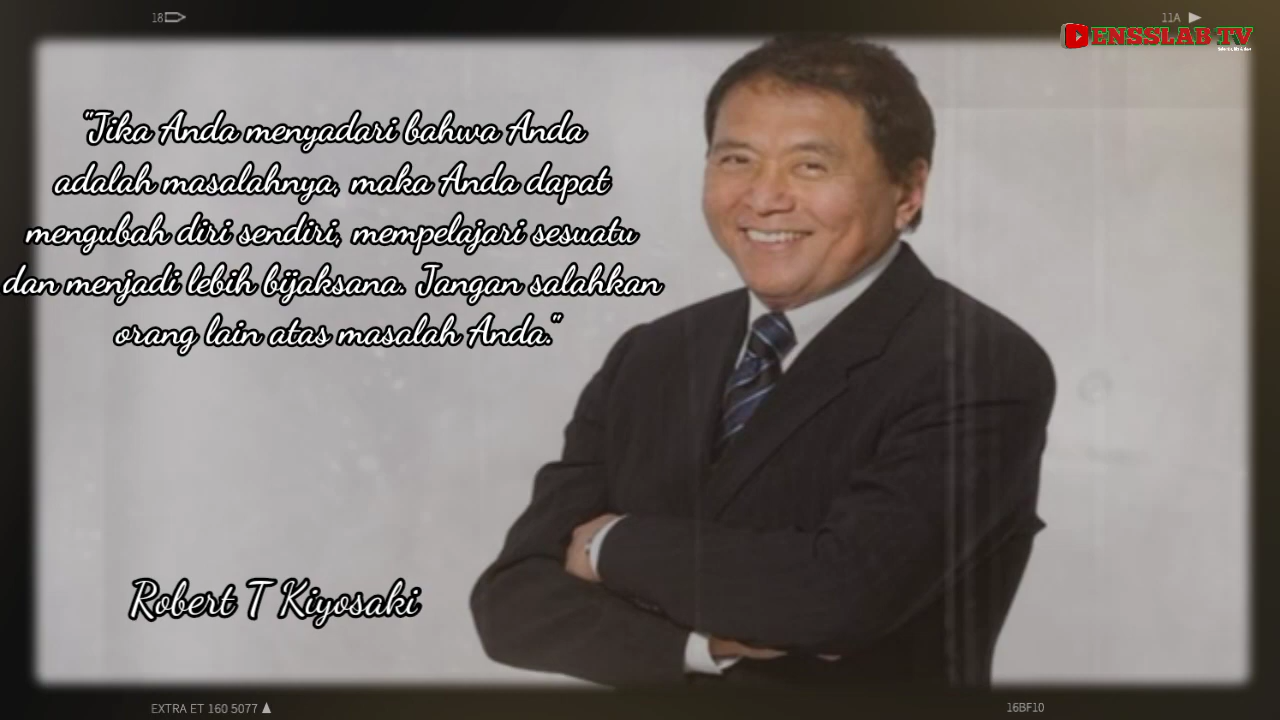 18
11A
ENSSLAB TV
"Jika Anda menyadari bahwa Anda
adalah masalahnya, maka Anda dapat
mengubah diri sendiri, mempelajari sesuatu
dan menjadi lebih bijaksana. Jangan salahkan
orang lain atas masalah Anda."
Robert T Kiyosaki
EXTRA ET 160 5077
16BF10